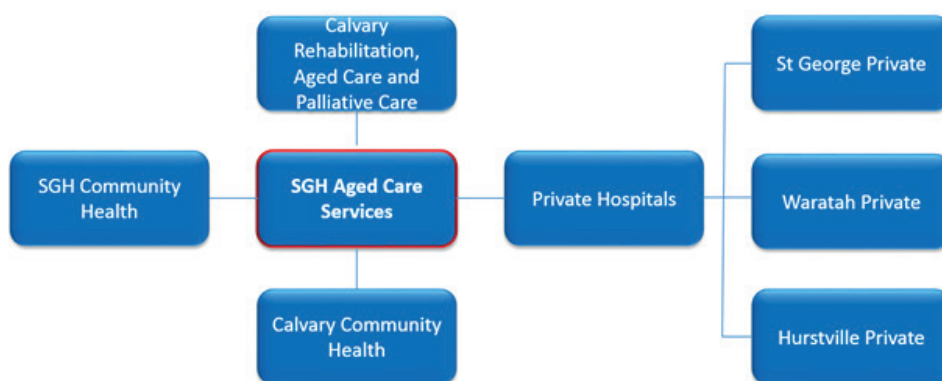 Calvary
Rehabilitation,
Aged Care and
Palliative Care
St George Private
SGH Community
Health
SGH Aged Care
Services
Private Hospitals
Waratah Private
Calvary Community
Health
Hurstville Private